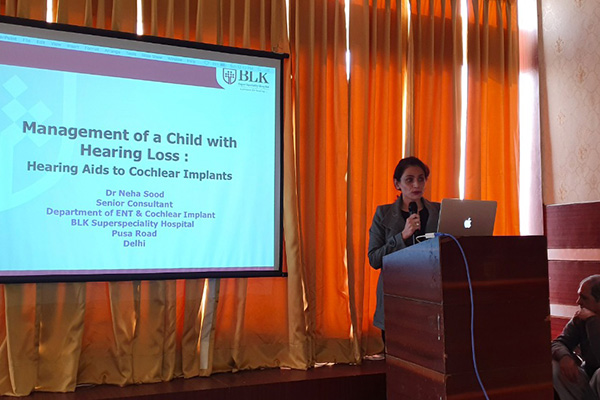 BLK
Management of a Child with
Hearing Loss :
Hearing Aids to Cochlear Implants
Dr Neha Sood
Senior Consultant
Department of ENT & Cochlear Implant
BLK Superspeciality Hospital
Pusa Road
Delhi